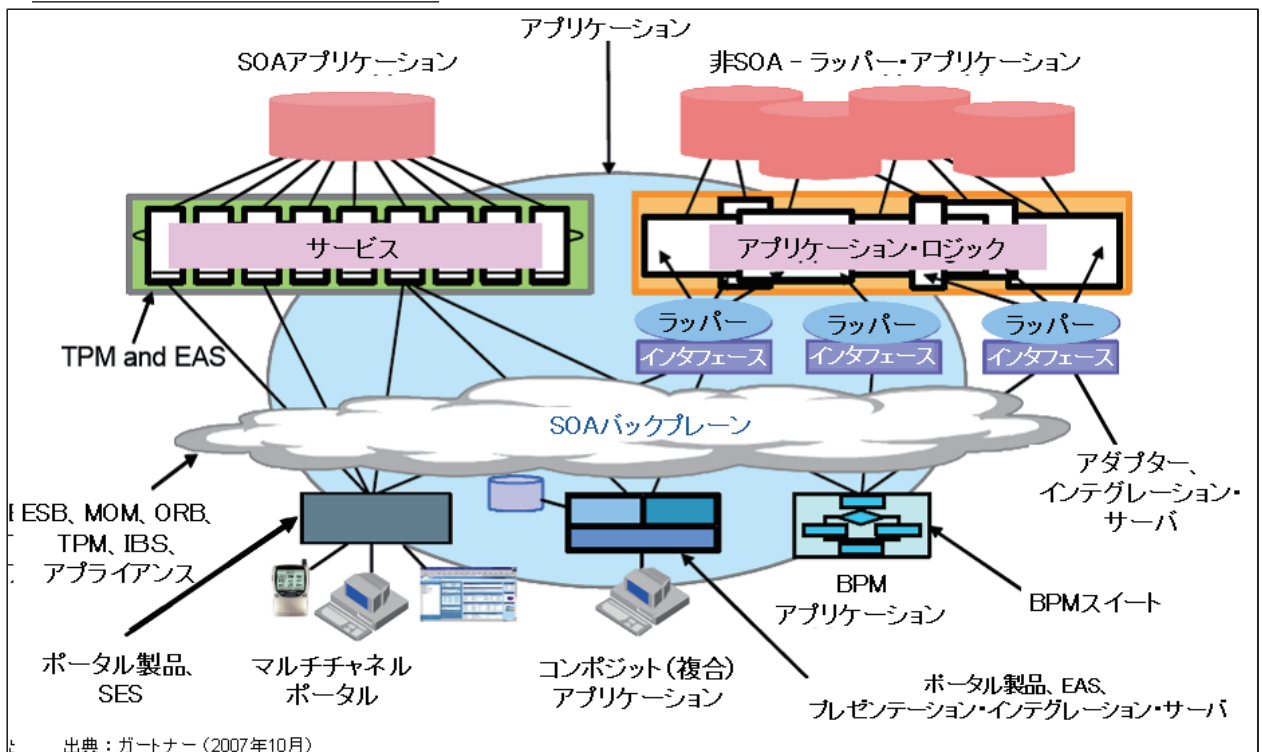 アプリケーション
SOAアプリケーション
非SOA - ラッパー・アプリケーション
サービス
アプリケーション・ロジック
TPM and EAS
ラッパー
ラッパー
ラッパー
インタフェース
インタフェース
インタフェース
SOAバックプレーン
アダプター、
インテグレーション・
サーバ
ESB、MOM、ORB、
TPM、IBS、
アプライアンス
BPM
アプリケーション
BPMスイート
ポータル製品、
SES
マルチチャネル
ポータル
コンポジット(複合)
アプリケーション
ポータル製品、EAS、
プレゼンテーション・インテグレーション・サーバ
出典:ガートナー(2007年10月)